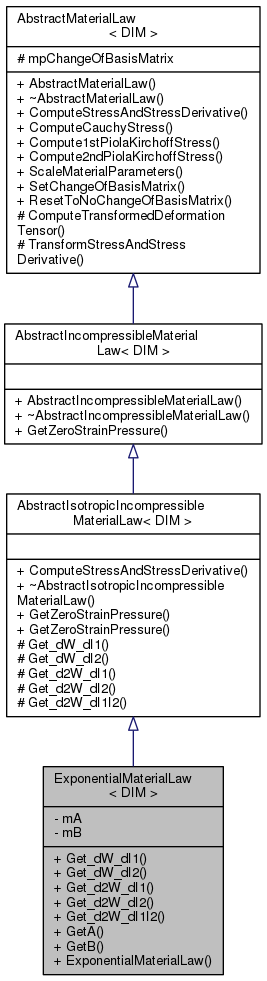 AbstractMaterialLaw
< DIM >
# mpChangeOfBasisMatrix
+ AbstractMaterialLaw()
+ ~AbstractMaterialLaw()
+ ComputeStressAndStressDerivative()
+ ComputeCauchyStress()
+ Compute1stPiolaKirchoffStress()
+ Compute2ndPiolaKirchoffStress()
+ ScaleMaterialParameters()
+ SetChangeOfBasisMatrix()
+ ResetToNoChangeOfBasisMatrix()
# ComputeTransformedDeformation
Tensor()
# TransformStressAndStress
Derivative()
AbstractIncompressibleMaterial
Law< DIM >
+ AbstractIncompressibleMaterialLaw()
+ ~AbstractIncompressibleMaterialLaw()
+ GetZeroStrainPressure()
AbstractIsotropicIncompressible
MaterialLaw< DIM >
+ ComputeStressAndStressDerivative()
+ ~AbstractIsotropicIncompressible
MaterialLaw()
+ GetZeroStrainPressure()
+ GetZeroStrainPressure()
# Get_dW_dI1()
# Get_dW_dI2()
# Get_d2W_dI1()
# Get_d2W_dI2()
# Get_d2W_dI1I2()
ExponentialMaterialLaw
< DIM >
- mA
- mB
+ Get_dW_dI1()
+ Get_dW_dI2()
+ Get_d2W_dI1()
+ Get_d2W_dI2()
+ Get_d2W_dI1I2()
+ GetA()
+ GetB()
+ ExponentialMaterialLaw()